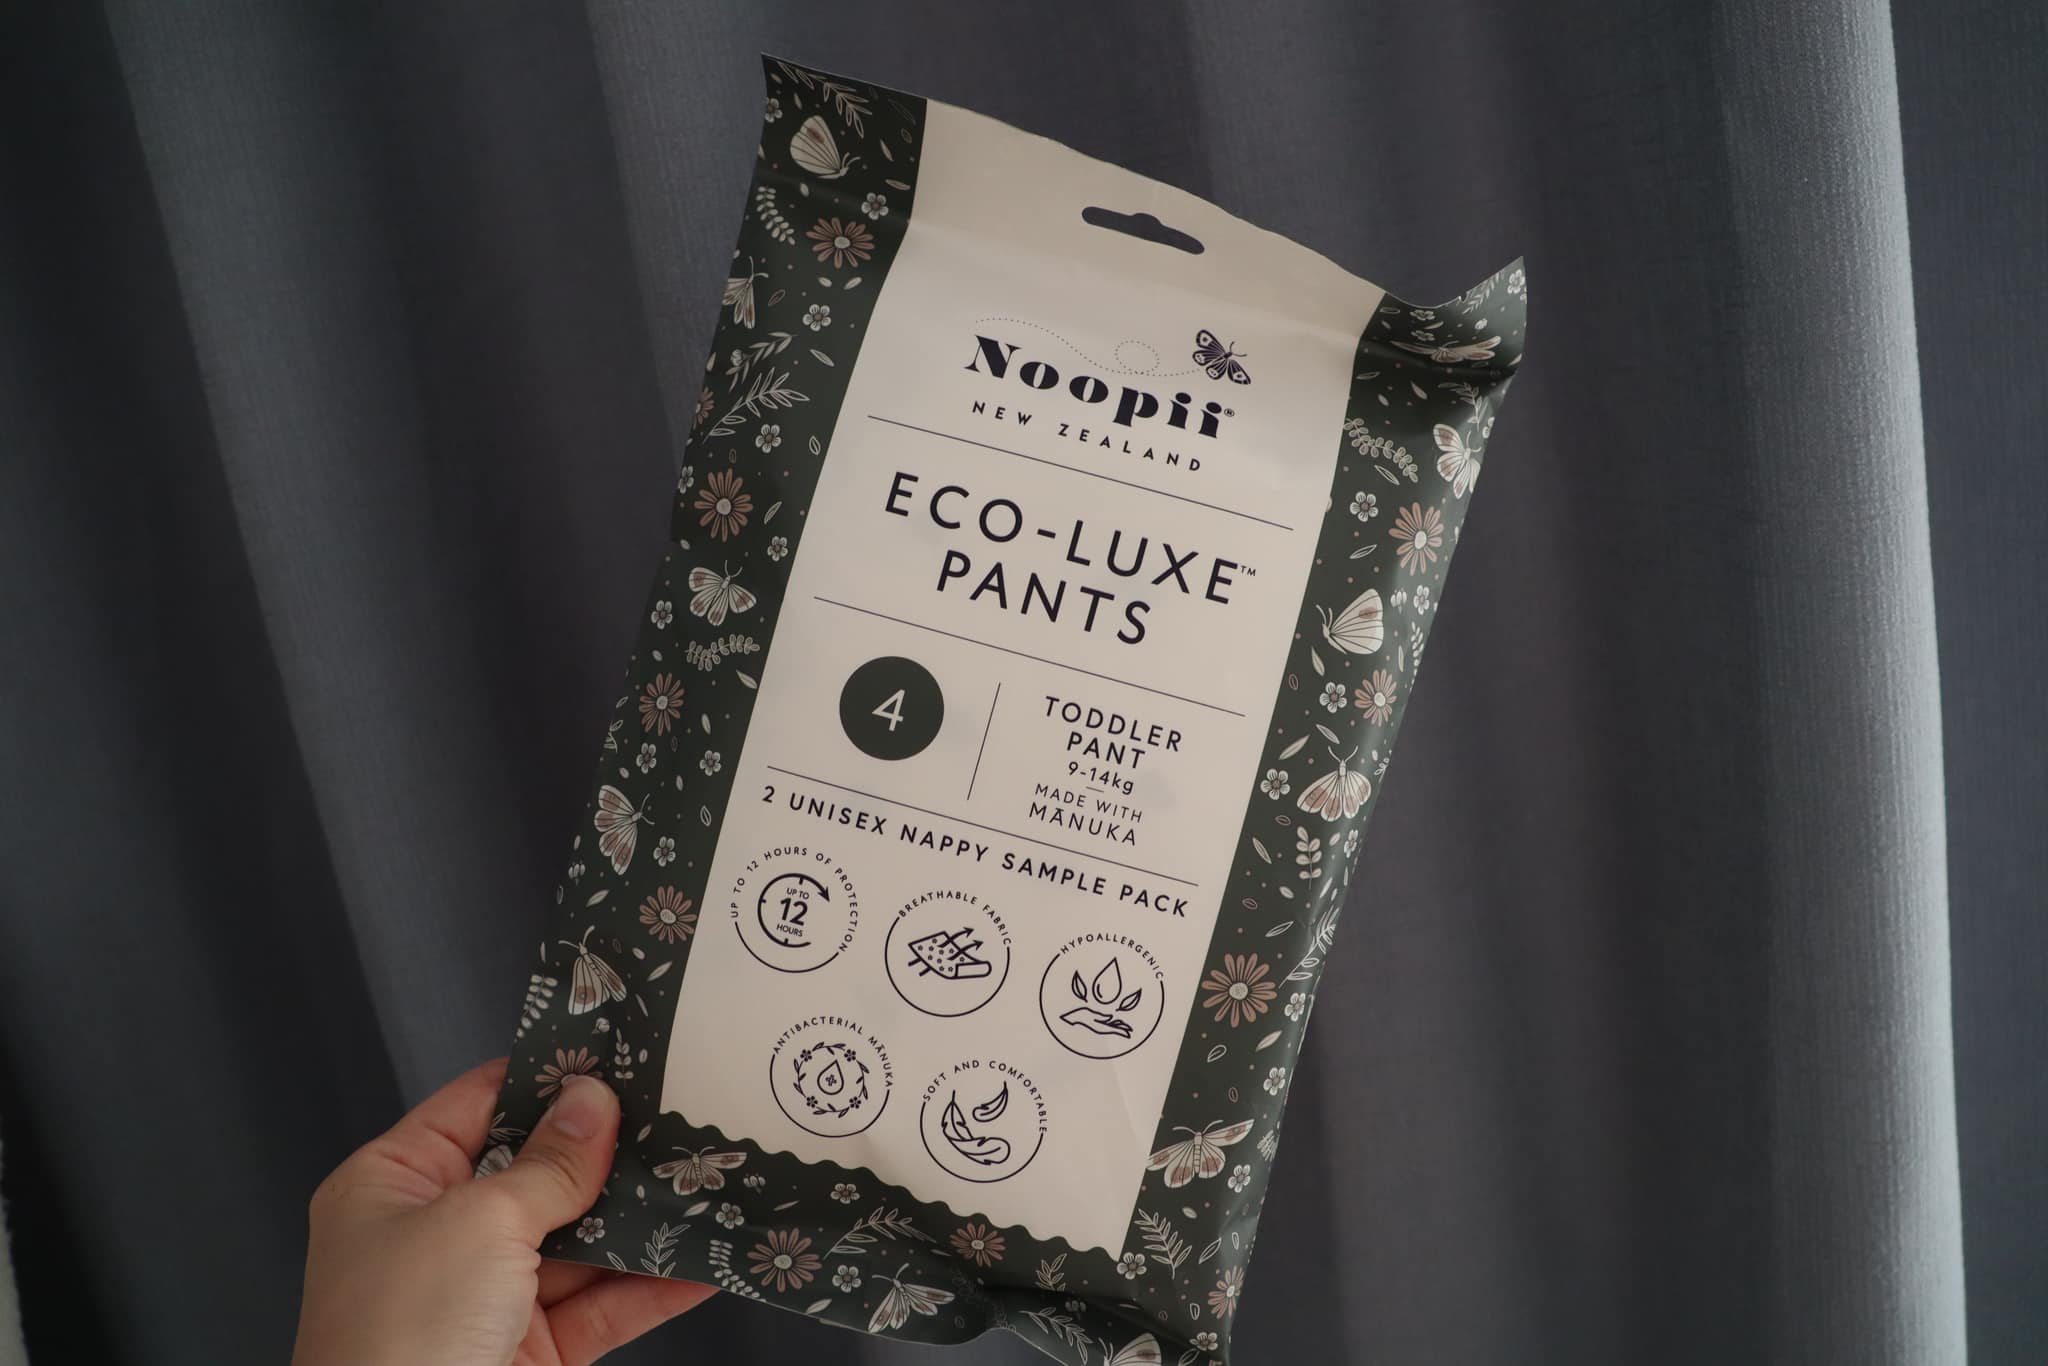 Noopii®
NEW ZEALAND
ECO-LUXE™
PANTS
4
TODDLER
PANT
9-14kg
MADE WITH
MĀNUKA
2 UNISEX NAPPY SAMPLE PACK
UP TO 12 HOURS OF PROTECTION
UP TO
12
HOURS
BREATHABLE FABRIC
HYPOALLERGENIC
ANTIBACTERIAL MĀNUKA
SOFT AND COMFORTABLE